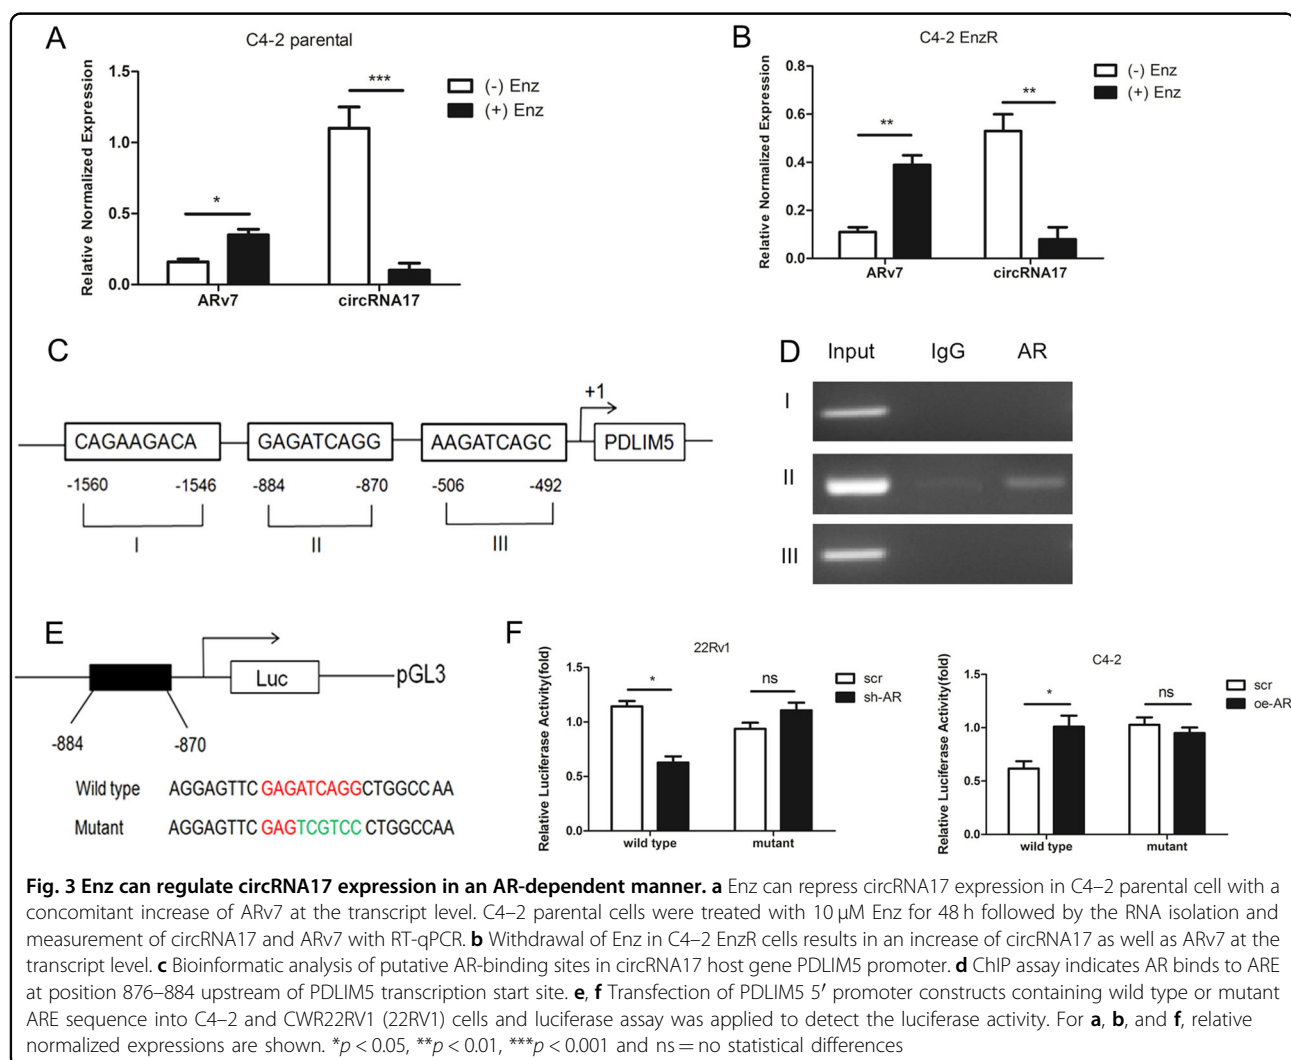 A
C4-2 parental
Relative Normalized Expression
1.5
1.0
0.5
0.0
***
*
(-) Enz
(+) Enz
ARv7
circRNA17
B
C4-2 EnzR
Relative Normalized Expression
0.8
0.6
0.4
0.2
0.0
**
**
(-) Enz
(+) Enz
ARv7
circRNA17
C
+1
CAGAAGACA
GAGATCAGG
AAGATCAGC
PDLIM5
-1560
-1546
-884
-870
-506
-492
I
II
III
D
Input
IgG
AR
I
II
III
E
Luc
pGL3
-884
-870
Wild type AGGAGTTC GAGATCAGGCTGGCCAA
Mutant AGGAGTTC GAGTCGTCC CTGGCCAA
F
22Rv1
Relative Luciferase Activity(fold)
1.5
1.0
0.5
0.0
*
ns
scr
sh-AR
wild type
mutant
C4-2
Relative Luciferase Activity(fold)
1.5
1.0
0.5
0.0
*
ns
scr
oe-AR
wild type
mutant
Fig. 3 Enz can regulate circRNA17 expression in an AR-dependent manner. a Enz can repress circRNA17 expression in C4–2 parental cell with a
concomitant increase of ARv7 at the transcript level. C4–2 parental cells were treated with 10 μM Enz for 48 h followed by the RNA isolation and
measurement of circRNA17 and ARv7 with RT-qPCR. b Withdrawal of Enz in C4–2 EnzR cells results in an increase of circRNA17 as well as ARv7 at the
transcript level. c Bioinformatic analysis of putative AR-binding sites in circRNA17 host gene PDLIM5 promoter. d ChIP assay indicates AR binds to ARE
at position 876–884 upstream of PDLIM5 transcription start site. e, f Transfection of PDLIM5 5′ promoter constructs containing wild type or mutant
ARE sequence into C4–2 and CWR22RV1 (22RV1) cells and luciferase assay was applied to detect the luciferase activity. For a, b, and f, relative
normalized expressions are shown. *p < 0.05, **p < 0.01, ***p < 0.001 and ns = no statistical differences